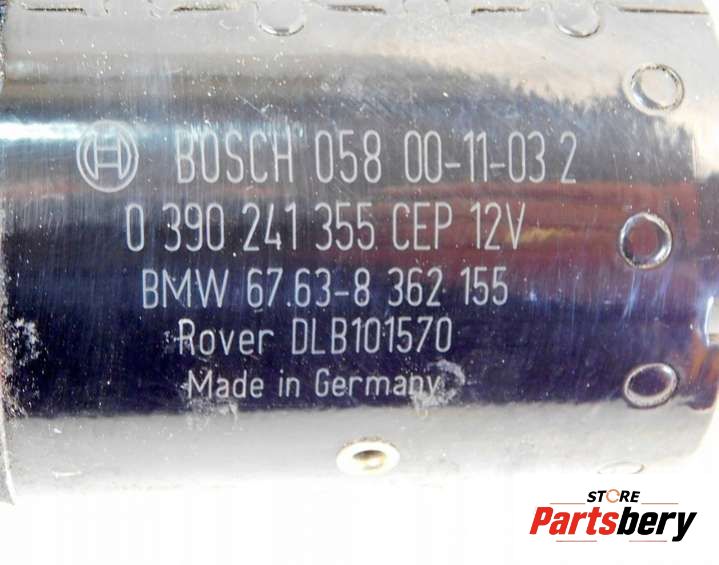 BOSCH 058 00-11-03 2
0 390 241 355 CEP 12V
BMW 67.63-8 362 155
Rover DLB101570
Made in Germany
STORE
Partsbery